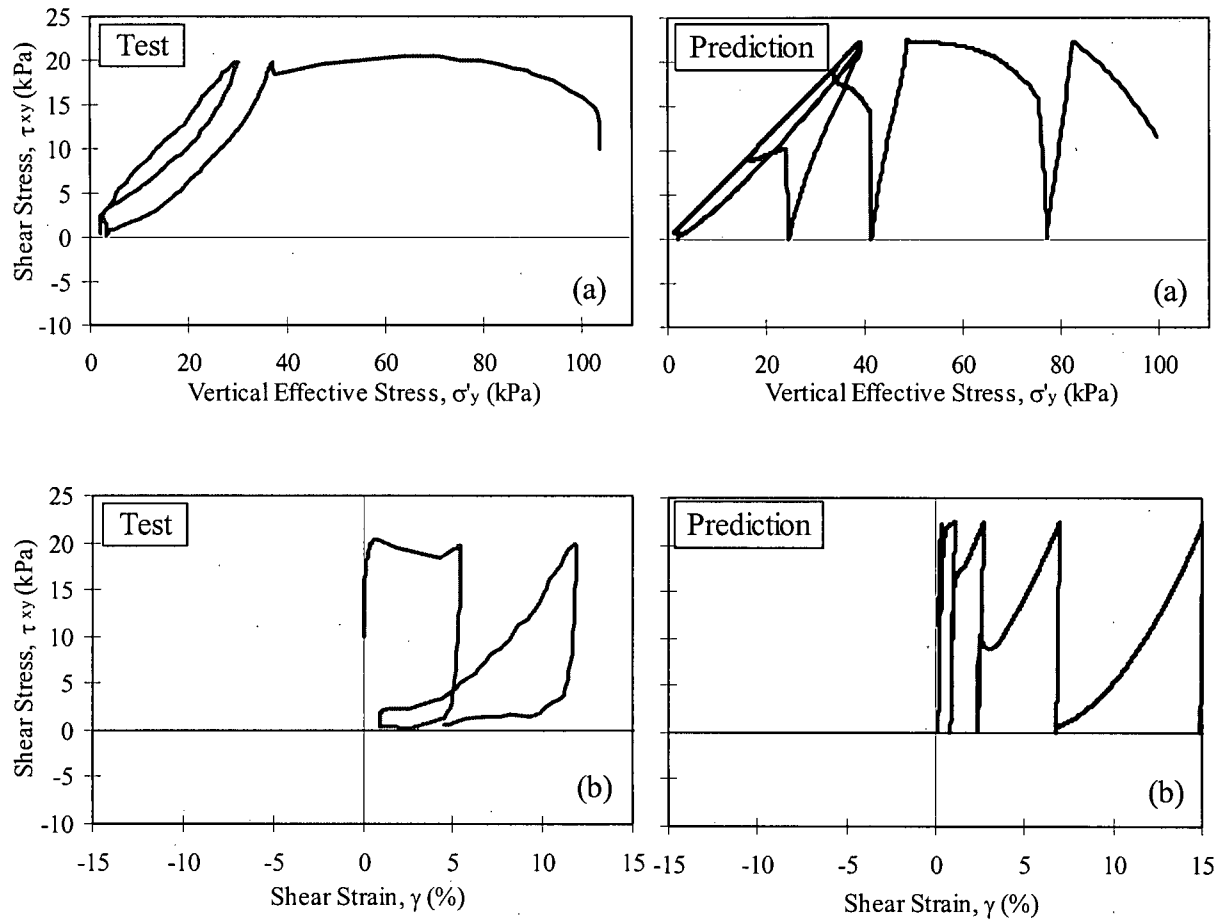 Test
Prediction
Shear Stress, τxy (kPa)
25
20
15
10
5
0
-5
-10
(a)
(a)
0 20 40 60 80 100
0 20 40 60 80 100
Vertical Effective Stress, σ'y (kPa)
Vertical Effective Stress, σ'y (kPa)
Test
Prediction
Shear Stress, τxy (kPa)
25
20
15
10
5
0
-5
-10
(b)
(b)
-15 -10 -5 0 5 10 15
-15 -10 -5 0 5 10 15
Shear Strain, γ (%)
Shear Strain, γ (%)